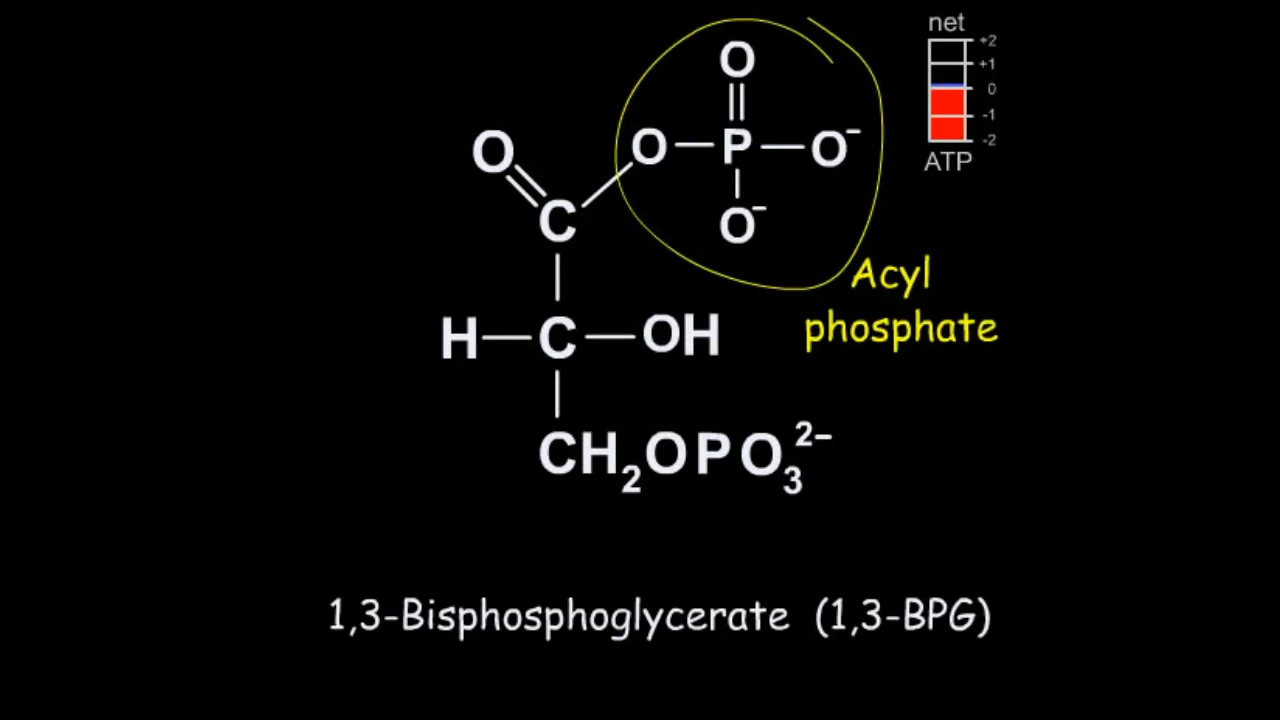 net
+2
+1
0
-1
-2
ATP
O
O
O–P–O⁻
C
O⁻
Acyl
phosphate
H–C–OH
CH₂OPO₃²⁻
1,3-Bisphosphoglycerate (1,3-BPG)